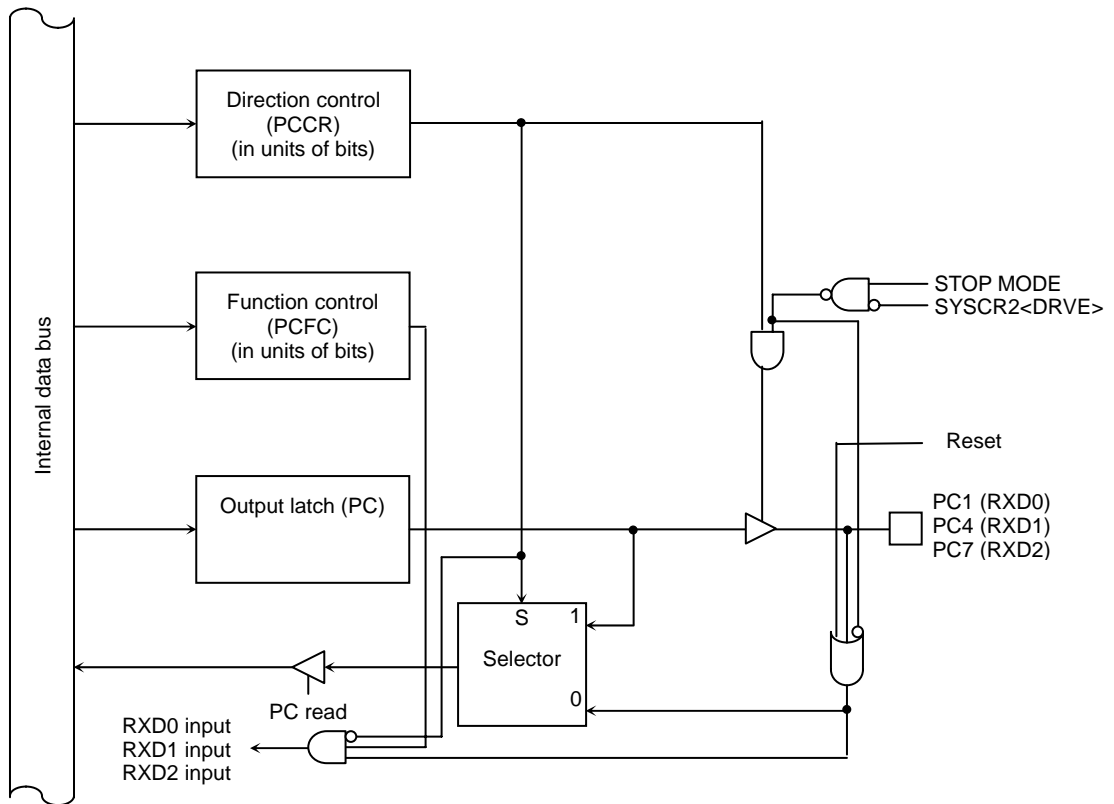 Internal data bus
Direction control
(PCCR)
(in units of bits)
Function control
(PCFC)
(in units of bits)
STOP MODE
SYSCR2<DRVE>
Reset
Output latch (PC)
PC1 (RXD0)
PC4 (RXD1)
PC7 (RXD2)
S
1
Selector
0
PC read
RXD0 input
RXD1 input
RXD2 input